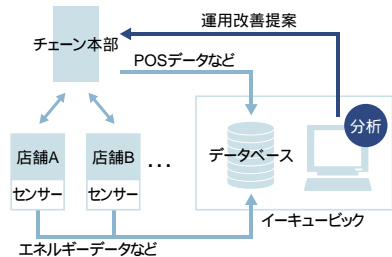 運用改善提案
チェーン本部
POSデータなど
分析
店舗A
店舗B
...
データベース
センサー
センサー
イーキュービック
エネルギーデータなど